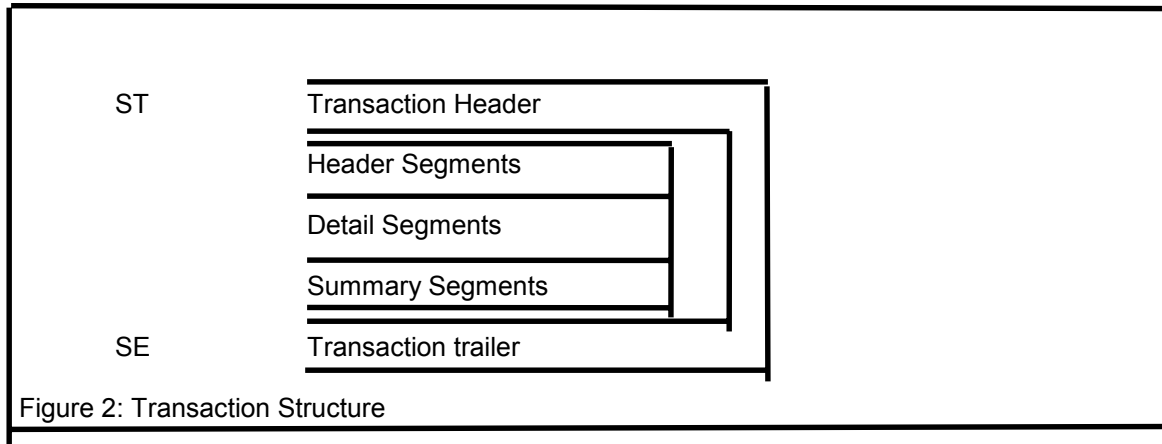 ST Transaction Header
Header Segments
Detail Segments
Summary Segments
SE Transaction trailer
Figure 2: Transaction Structure